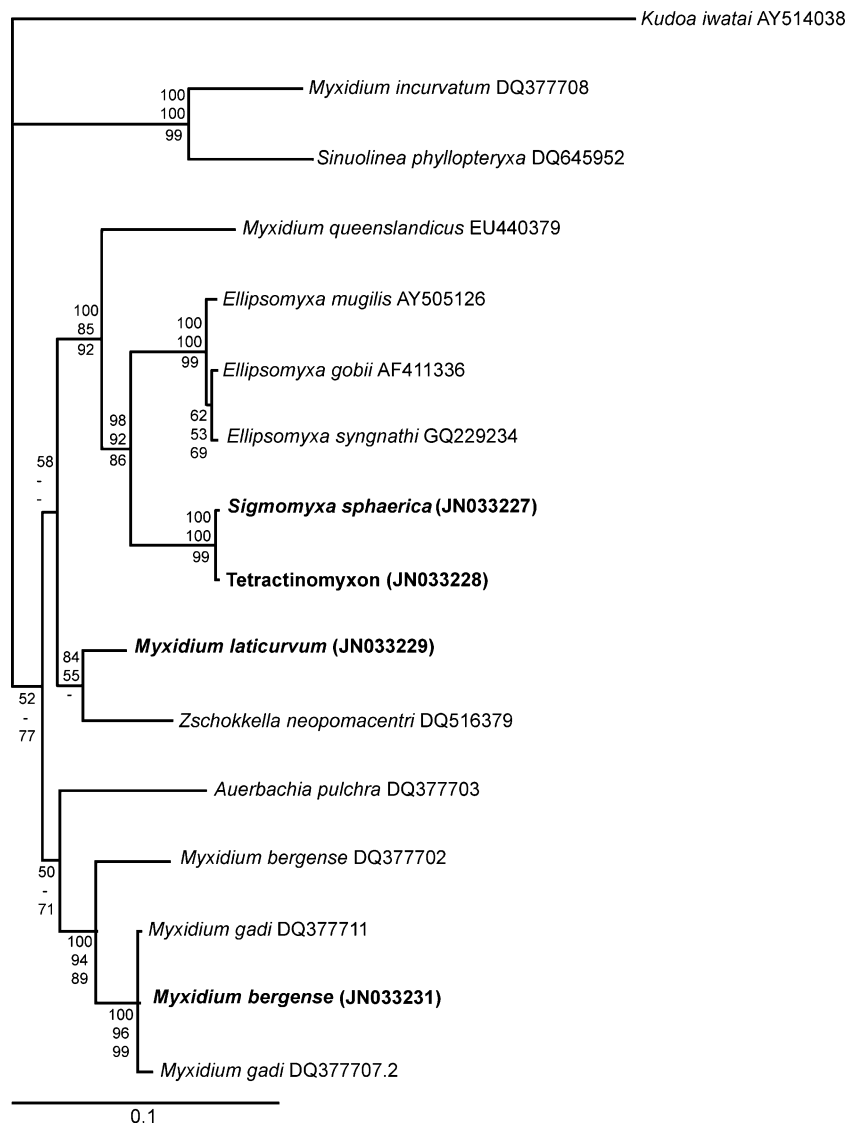 Kudoa iwatai AY514038
100
100
99
Myxidium incurvatum DQ377708
Sinuolinea phyllopteryxa DQ645952
Myxidium queenslandicus EU440379
100
85
92
Ellipsomyxa mugilis AY505126
100
100
99
Ellipsomyxa gobii AF411336
62
53
69
Ellipsomyxa syngnathi GQ229234
98
92
86
58
-
-
Sigmomyxa sphaerica (JN033227)
100
100
99
Tetractinomyxon (JN033228)
Myxidium laticurvum (JN033229)
84
55
-
Zschokkella neopomacentri DQ516379
52
-
77
Auerbachia pulchra DQ377703
50
-
71
Myxidium bergense DQ377702
100
94
89
Myxidium gadi DQ377711
Myxidium bergense (JN033231)
100
96
99
Myxidium gadi DQ377707.2
0.1